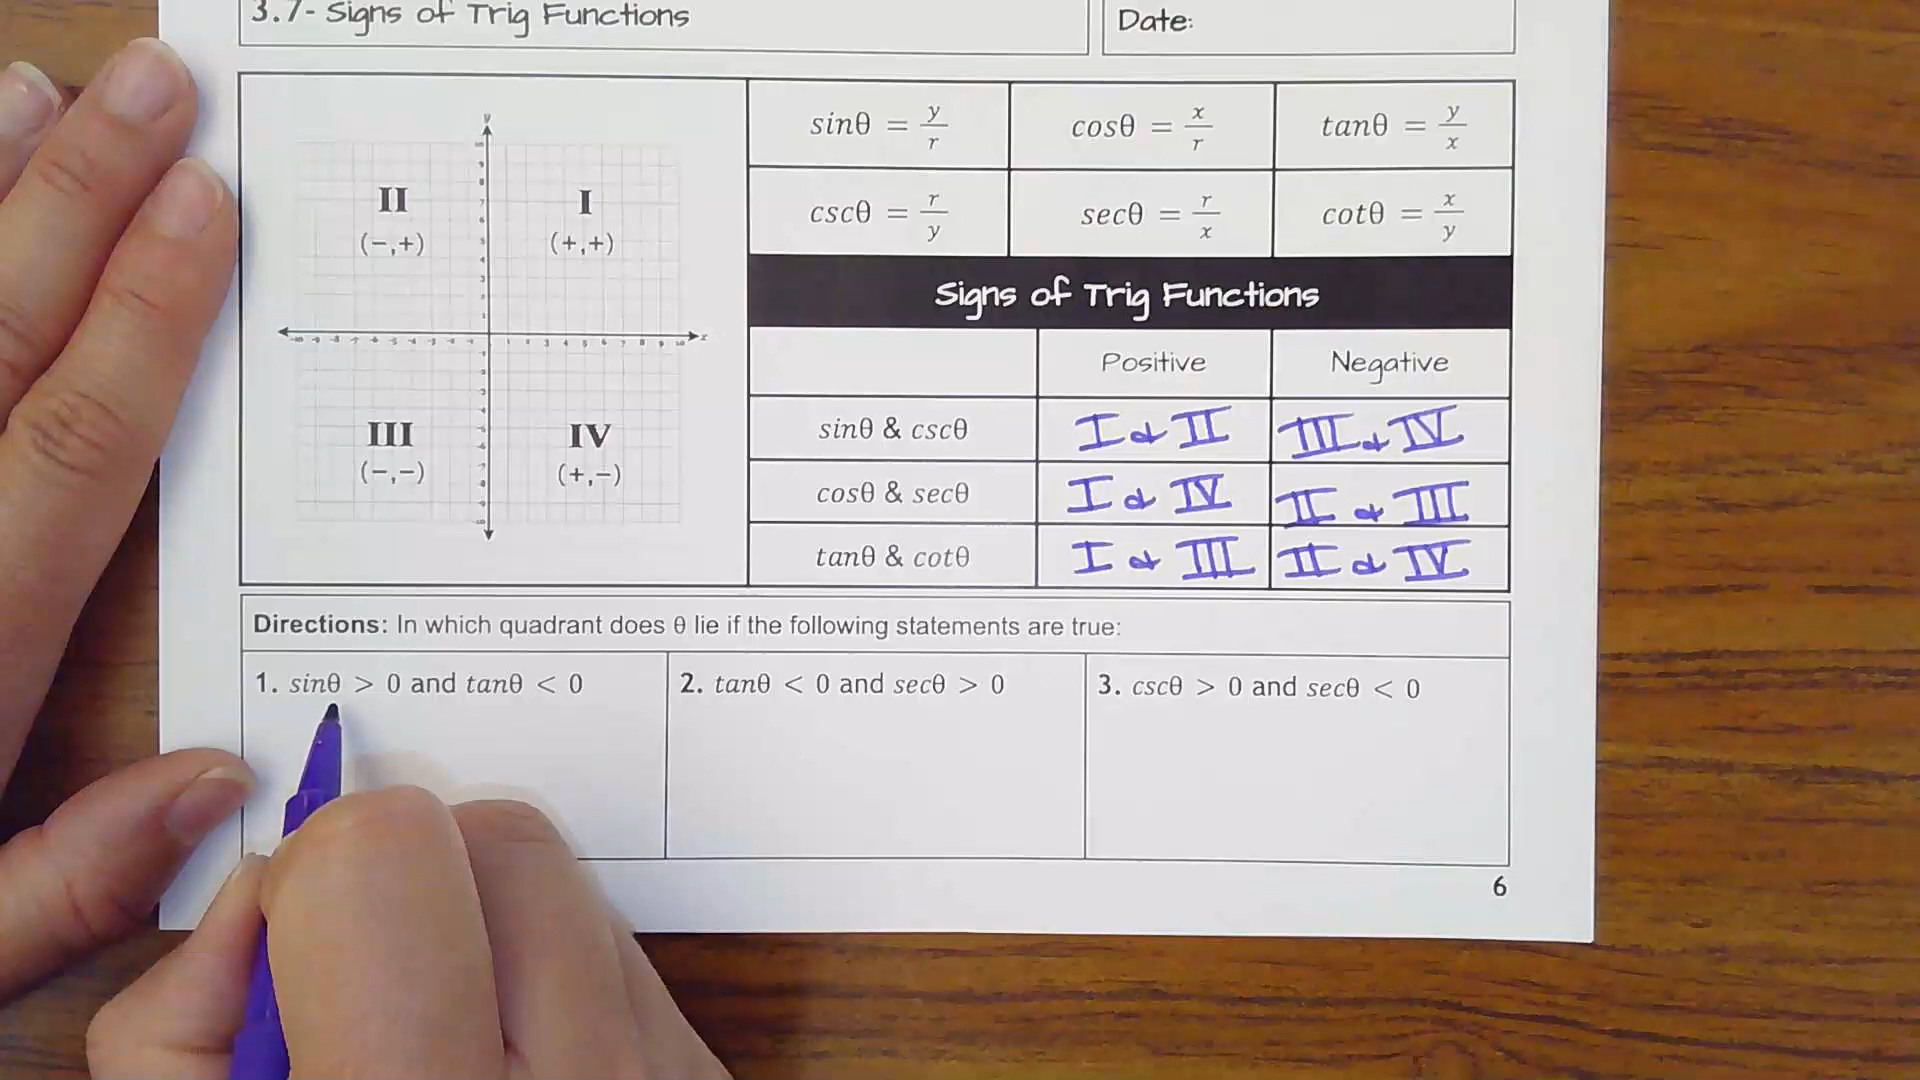 3.7- Signs of Trig Functions
Date:
y
x
II
(−,+)
I
(+,+)
III
(−,−)
IV
(+,−)
sinθ = y/r
cosθ = x/r
tanθ = y/x
cscθ = r/y
secθ = r/x
cotθ = x/y
Signs of Trig Functions
Positive
Negative
sinθ & cscθ
I & II
III & IV
cosθ & secθ
I & IV
II & III
tanθ & cotθ
I & III
II & IV
Directions: In which quadrant does θ lie if the following statements are true:
1. sinθ > 0 and tanθ < 0
2. tanθ < 0 and secθ > 0
3. cscθ > 0 and secθ < 0
6